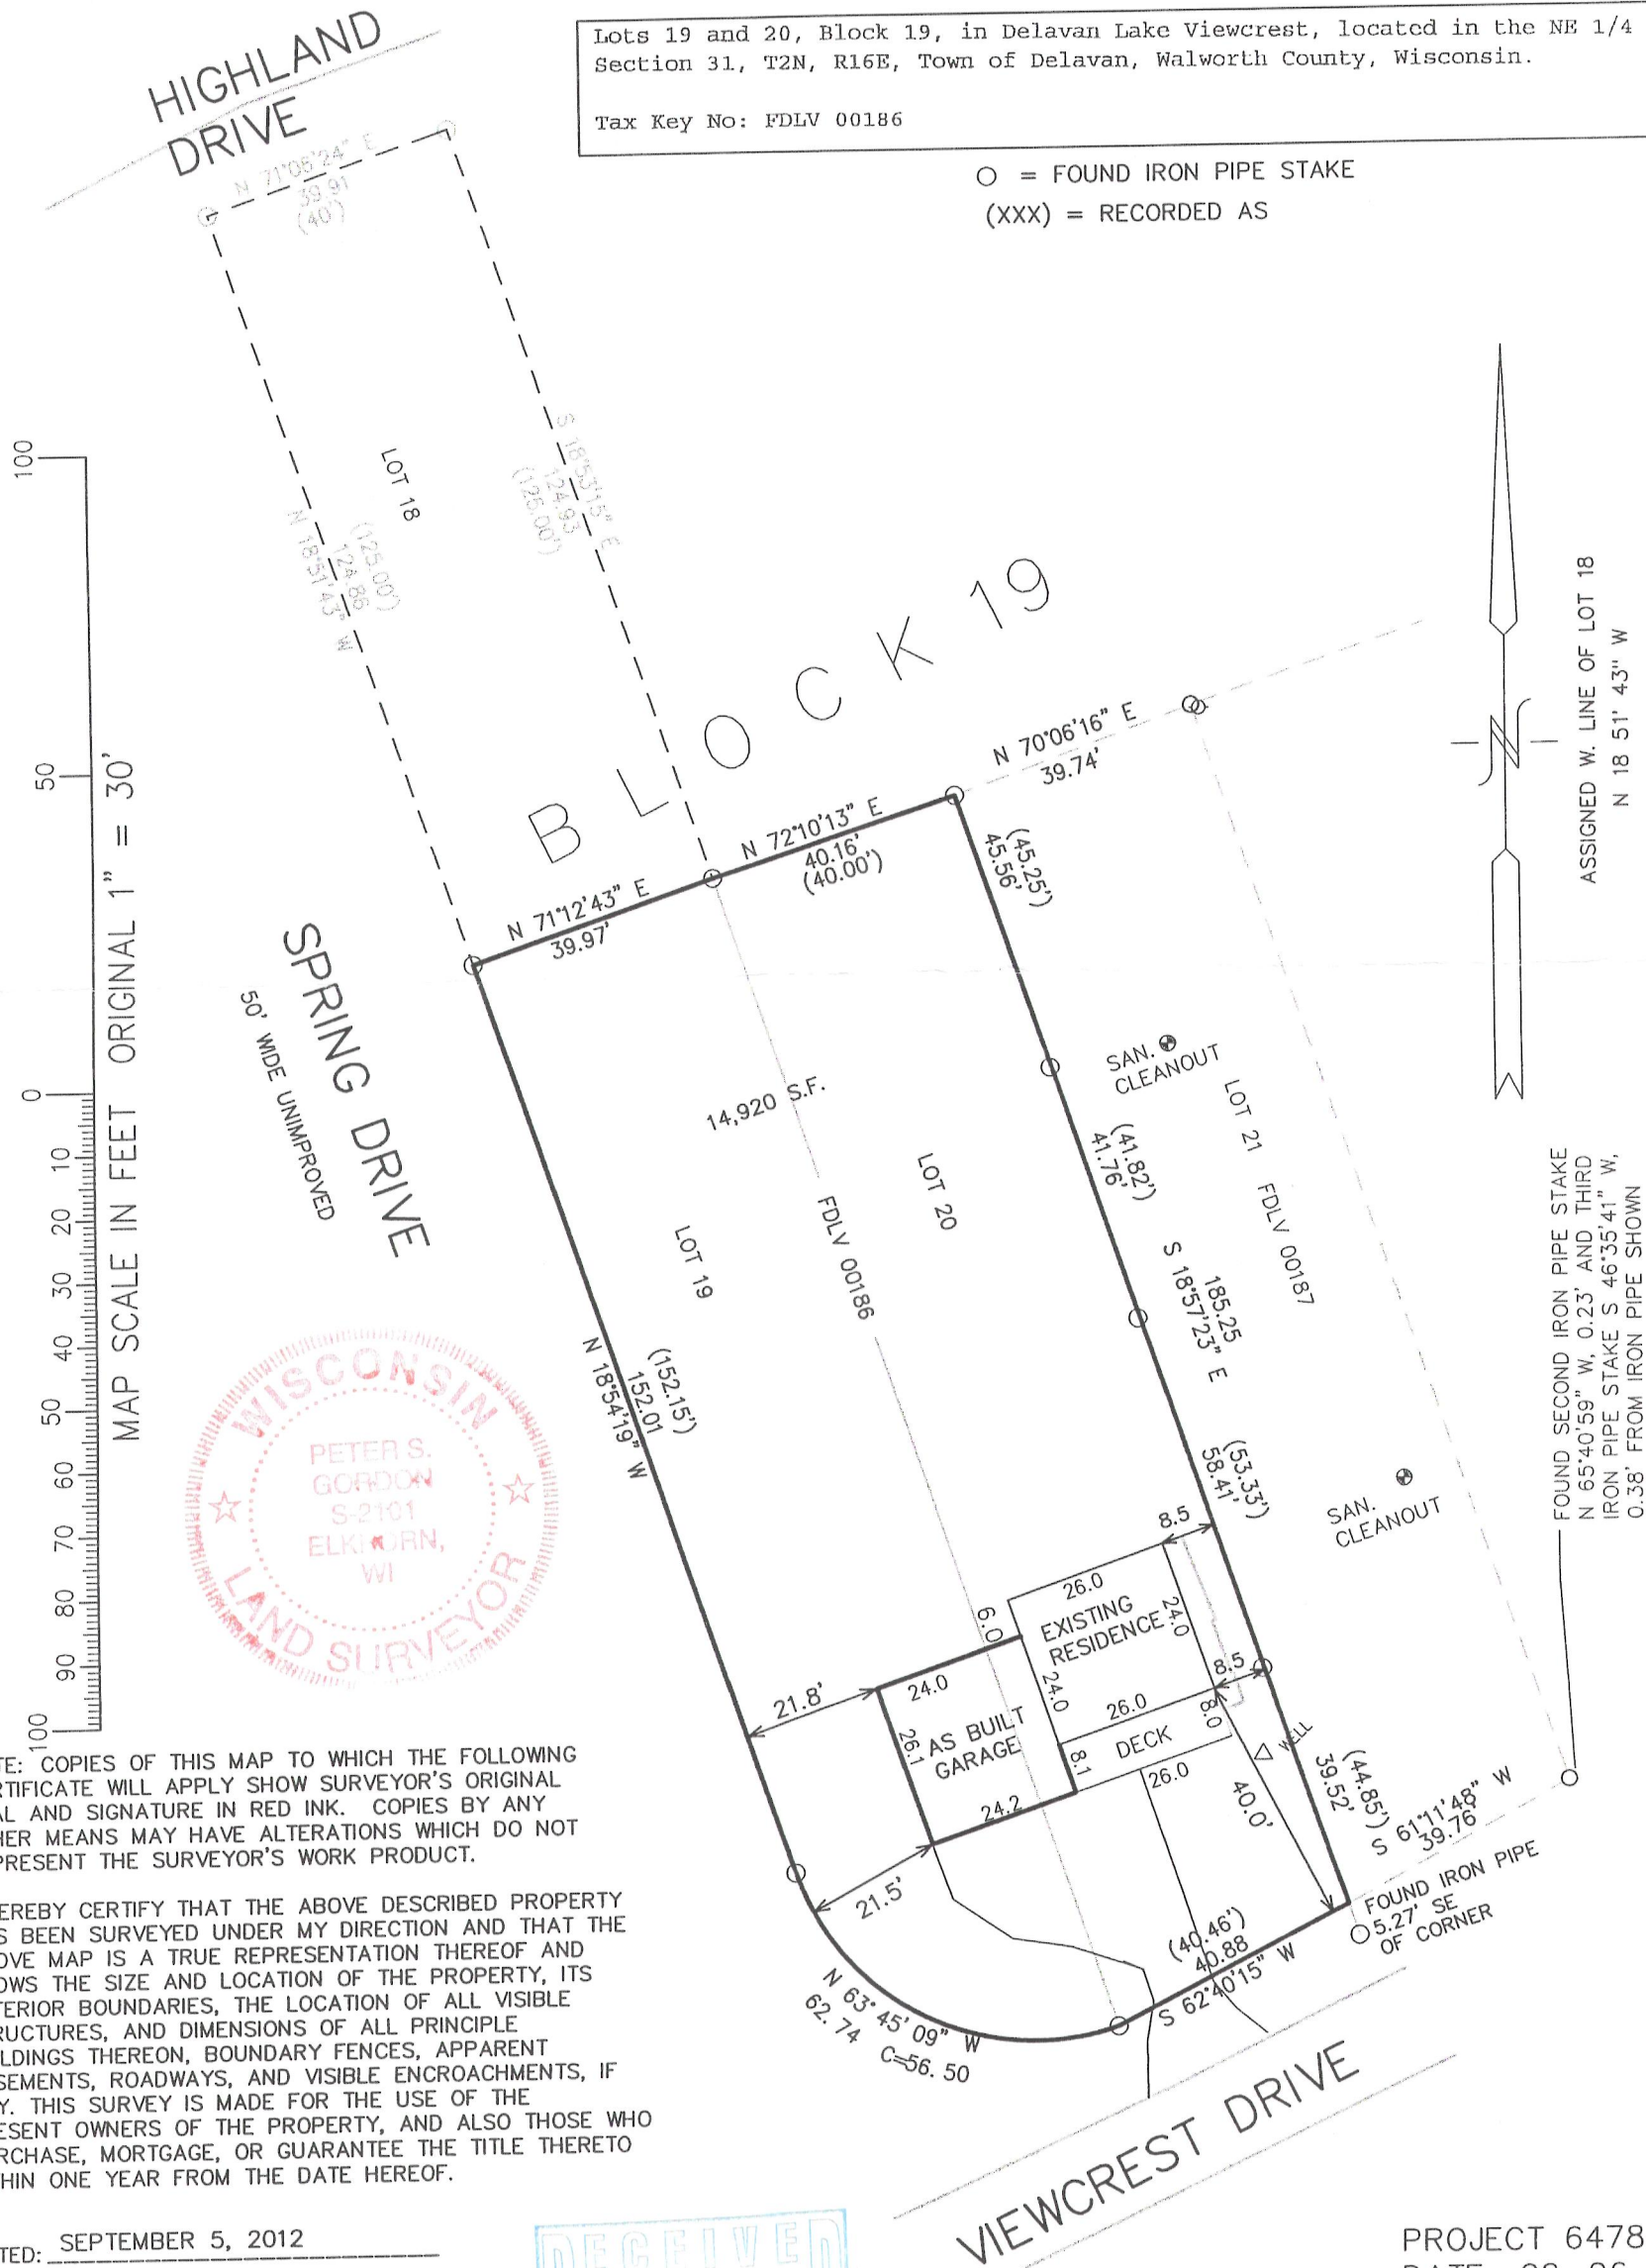 HIGHLAND
DRIVE
Lots 19 and 20, Block 19, in Delavan Lake Viewcrest, located in the NE 1/4
Section 31, T2N, R16E, Town of Delavan, Walworth County, Wisconsin.
Tax Key No: FDLV 00186
O = FOUND IRON PIPE STAKE
(XXX) = RECORDED AS
N 71°05'24" E
39.91
(40')
LOT 18
N 18°51'43" W
124.86
(125.00')
S 18°53'15" E
124.93
(125.00')
BLOCK 19
N 70°06'16" E
39.74'
N 72°10'13" E
40.16'
(40.00')
N 71°12'43" E
39.97'
(45.25')
45.56'
ASSIGNED W. LINE OF LOT 18
N 18 51' 43" W
N
100
50
0
10
20
30
40
50
60
70
80
90
100
MAP SCALE IN FEET ORIGINAL 1" = 30'
SPRING DRIVE
50' WIDE UNIMPROVED
14,920 S.F.
SAN.
CLEANOUT
LOT 21 FDLV 00187
(41.82')
41.76'
LOT 20
FDLV 00186
LOT 19
185.25
S 18°57'23" E
(152.15')
152.01
N 18°54'19" W
(53.33')
58.41'
SAN.
CLEANOUT
FOUND SECOND IRON PIPE STAKE
N 65°40'59" W, 0.23' AND THIRD
IRON PIPE STAKE S 46°35'41" W,
0.38' FROM IRON PIPE SHOWN
WISCONSIN
PETER S.
GORDON
S-2101
ELKHORN,
WI
LAND SURVEYOR
8.5
26.0
EXISTING
RESIDENCE
24.0
6.0
24.0
8.5
21.8'
24.0
26.1
AS BUILT
GARAGE
26.0
8.0
DECK
8.1
26.0
WELL
24.2
40.0'
(44.85')
39.52'
S 61°11'48" W
39.76'
FOUND IRON PIPE
5.27' SE
OF CORNER
21.5'
(40.46')
40.88
S 62°40'15" W
N 63°45'09" W
62.74
C=56.50
VIEWCREST DRIVE
TE: COPIES OF THIS MAP TO WHICH THE FOLLOWING
RTIFICATE WILL APPLY SHOW SURVEYOR'S ORIGINAL
AL AND SIGNATURE IN RED INK. COPIES BY ANY
HER MEANS MAY HAVE ALTERATIONS WHICH DO NOT
PRESENT THE SURVEYOR'S WORK PRODUCT.
EREBY CERTIFY THAT THE ABOVE DESCRIBED PROPERTY
S BEEN SURVEYED UNDER MY DIRECTION AND THAT THE
OVE MAP IS A TRUE REPRESENTATION THEREOF AND
OWS THE SIZE AND LOCATION OF THE PROPERTY, ITS
TERIOR BOUNDARIES, THE LOCATION OF ALL VISIBLE
RUCTURES, AND DIMENSIONS OF ALL PRINCIPLE
ILDINGS THEREON, BOUNDARY FENCES, APPARENT
SEMENTS, ROADWAYS, AND VISIBLE ENCROACHMENTS, IF
Y. THIS SURVEY IS MADE FOR THE USE OF THE
ESENT OWNERS OF THE PROPERTY, AND ALSO THOSE WHO
RCHASE, MORTGAGE, OR GUARANTEE THE TITLE THERETO
HIN ONE YEAR FROM THE DATE HEREOF.
TED: SEPTEMBER 5, 2012
RECEIVED
PROJECT 6478